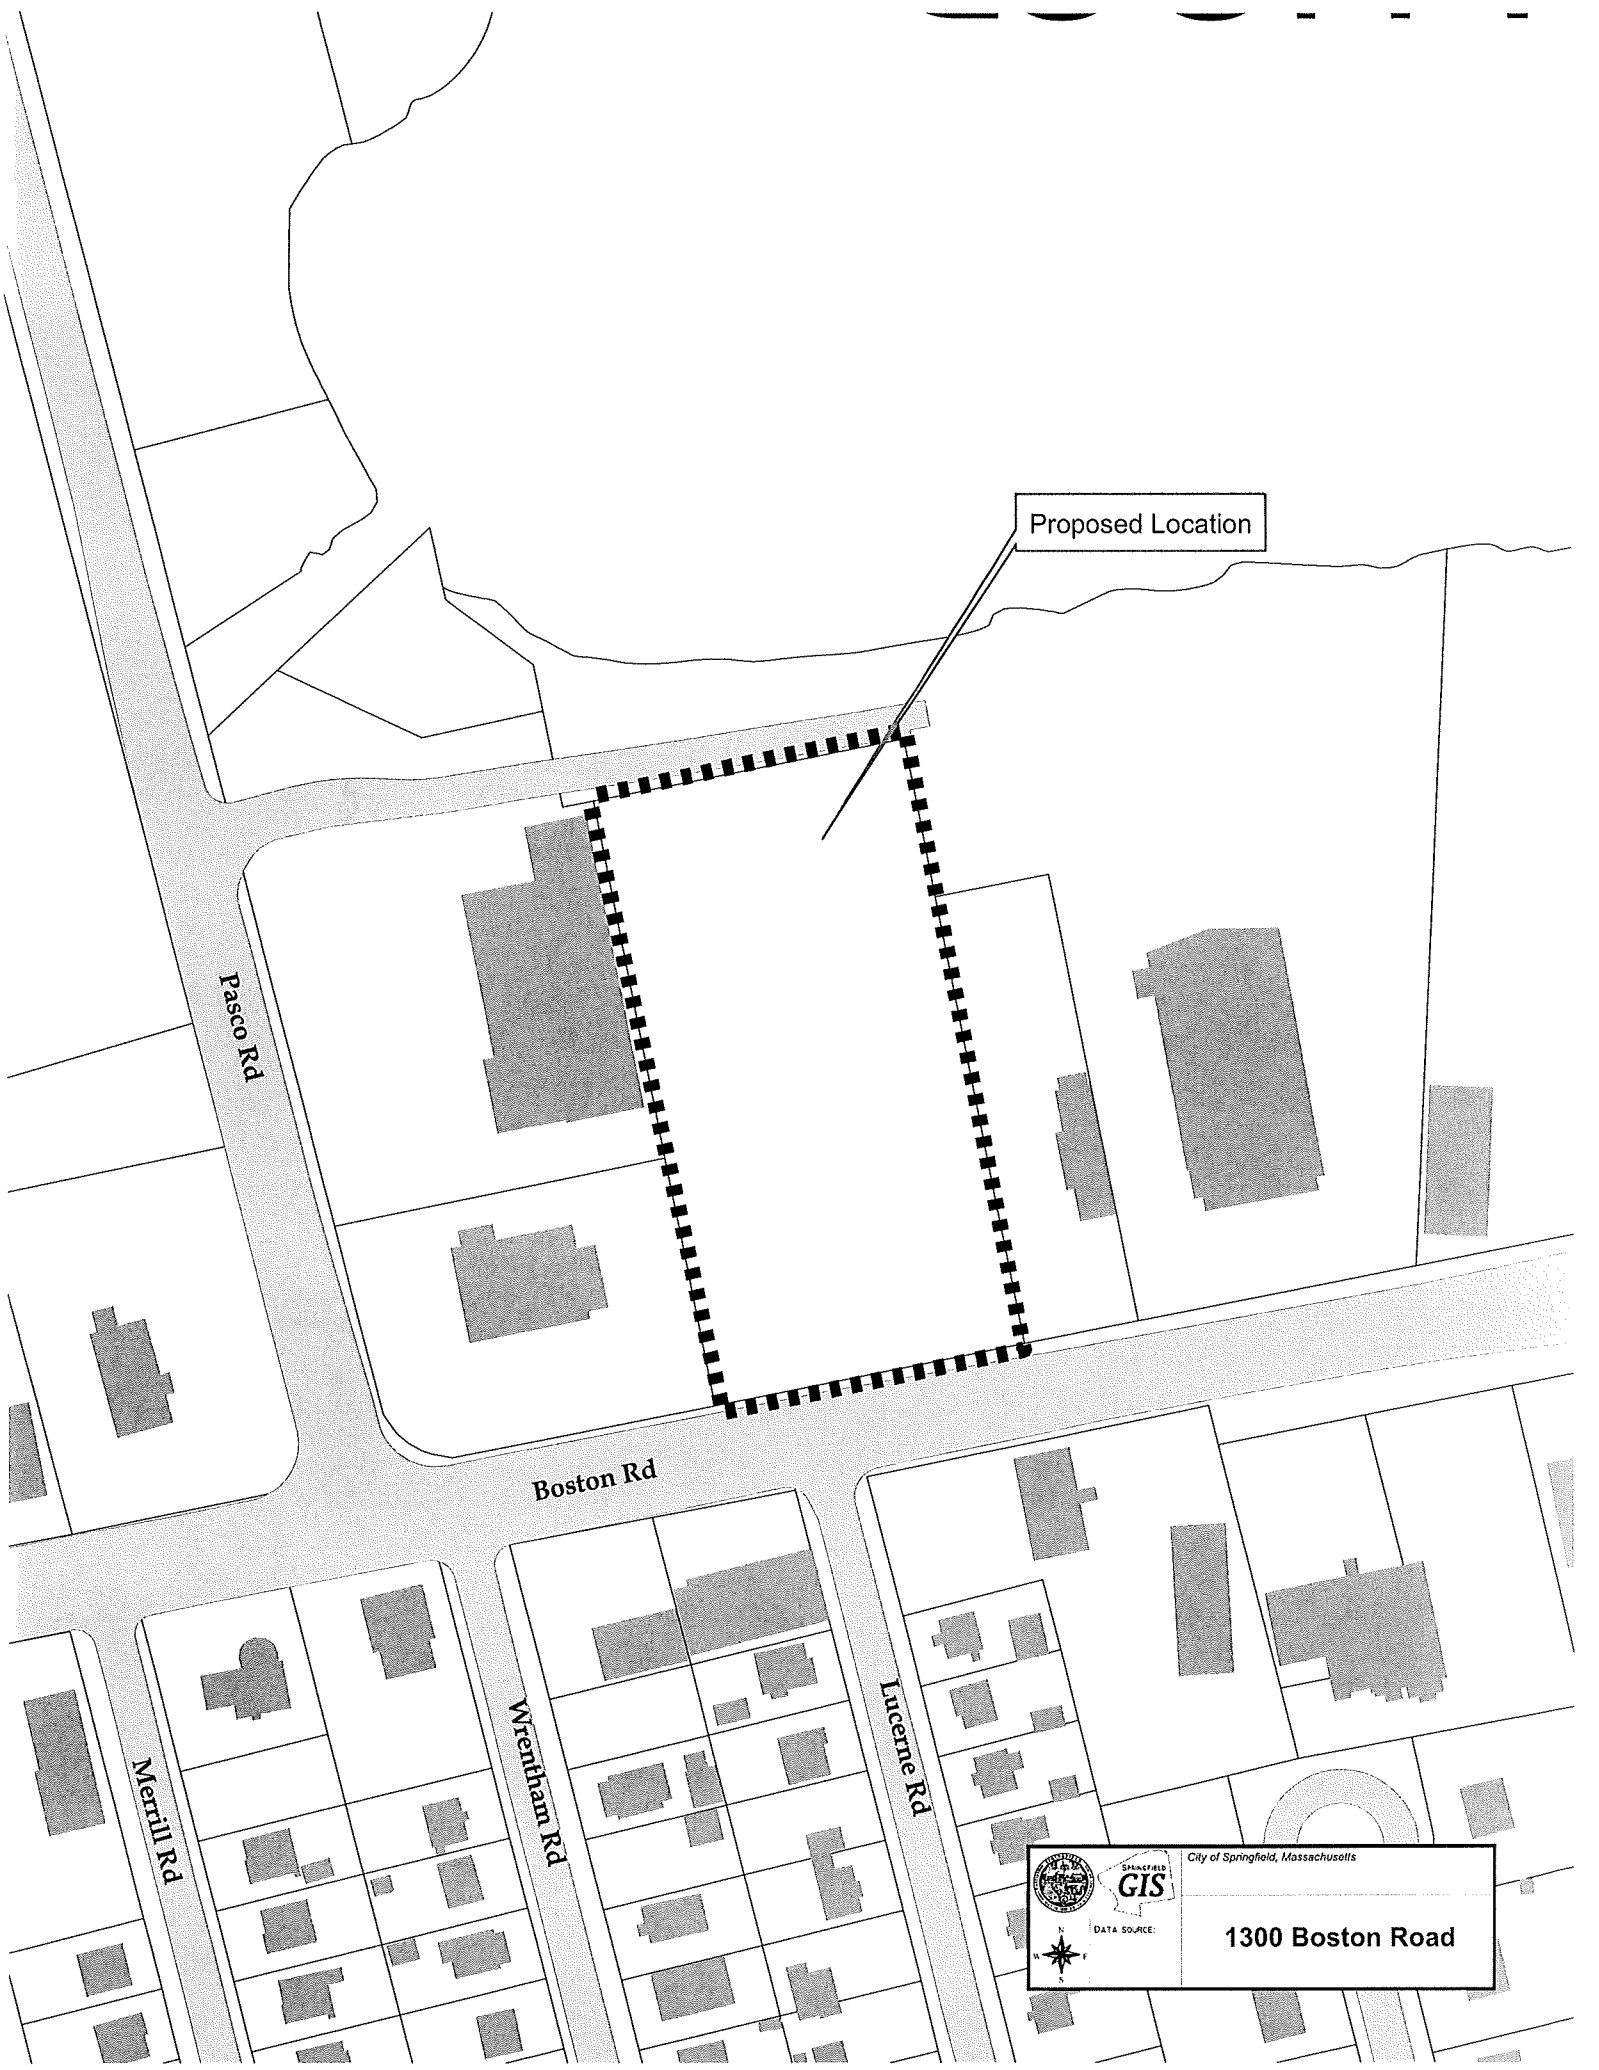 Proposed Location
Pasco Rd
Boston Rd
Merrill Rd
Wrentham Rd
Lucerne Rd
City of Springfield, Massachusetts
SPRINGFIELD
GIS
DATA SOURCE:
N
W E
S
1300 Boston Road